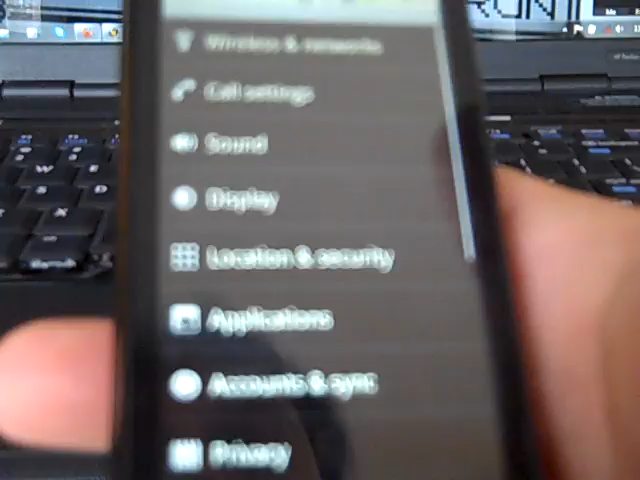 Wireless & networks
Call settings
Sound
Display
Location & security
Applications
Accounts & sync
Privacy
W
S
D
X